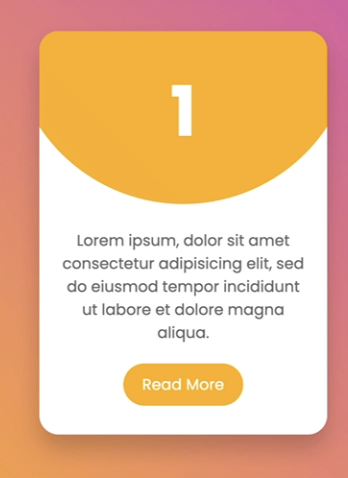 1
Lorem ipsum, dolor sit amet
consectetur adipisicing elit, sed
do eiusmod tempor incididunt
ut labore et dolore magna
aliqua.
Read More